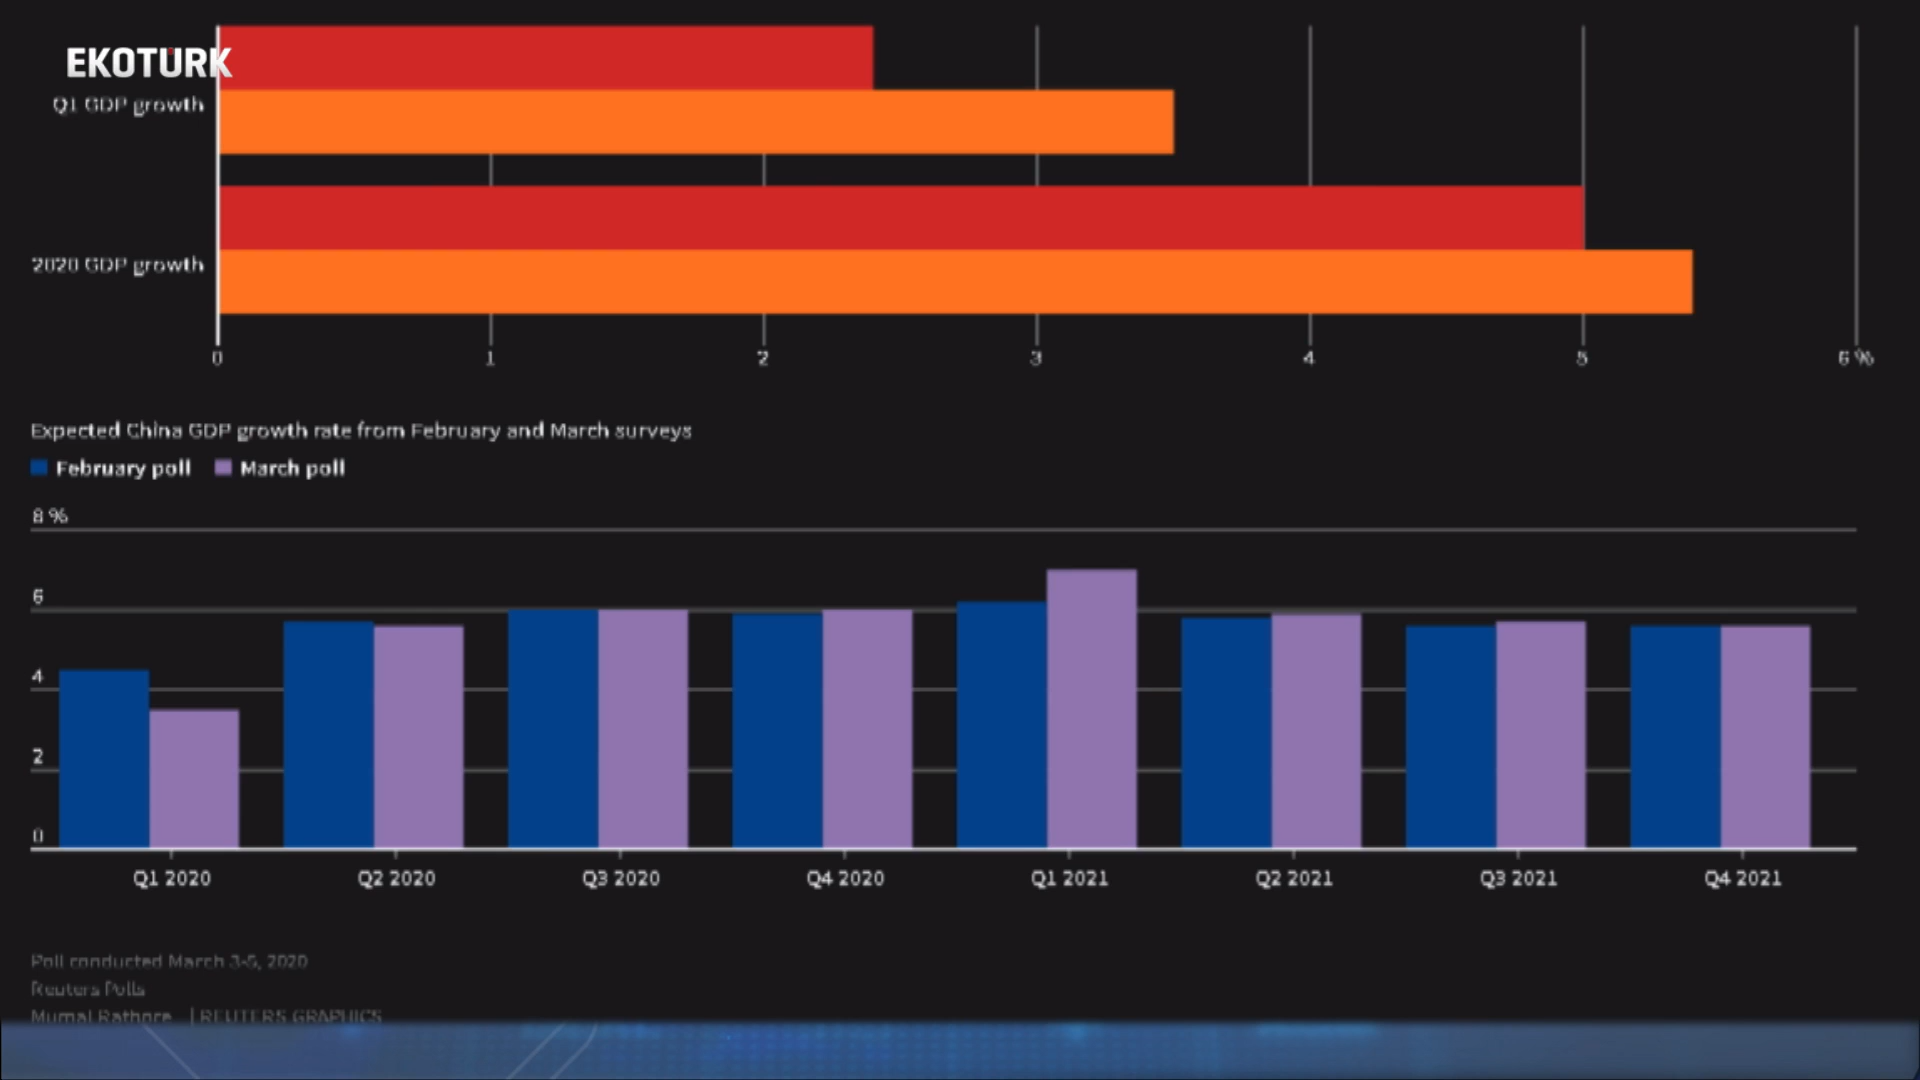 EKOTÜRK
Q1 GDP growth
2020 GDP growth
0 1 2 3 4 5 6 %
Expected China GDP growth rate from February and March surveys
February poll March poll
8 %
6
4
2
0
Q1 2020 Q2 2020 Q3 2020 Q4 2020 Q1 2021 Q2 2021 Q3 2021 Q4 2021
Poll conducted March 3-5, 2020
Reuters Polls
Mumal Rathore | REUTERS GRAPHICS